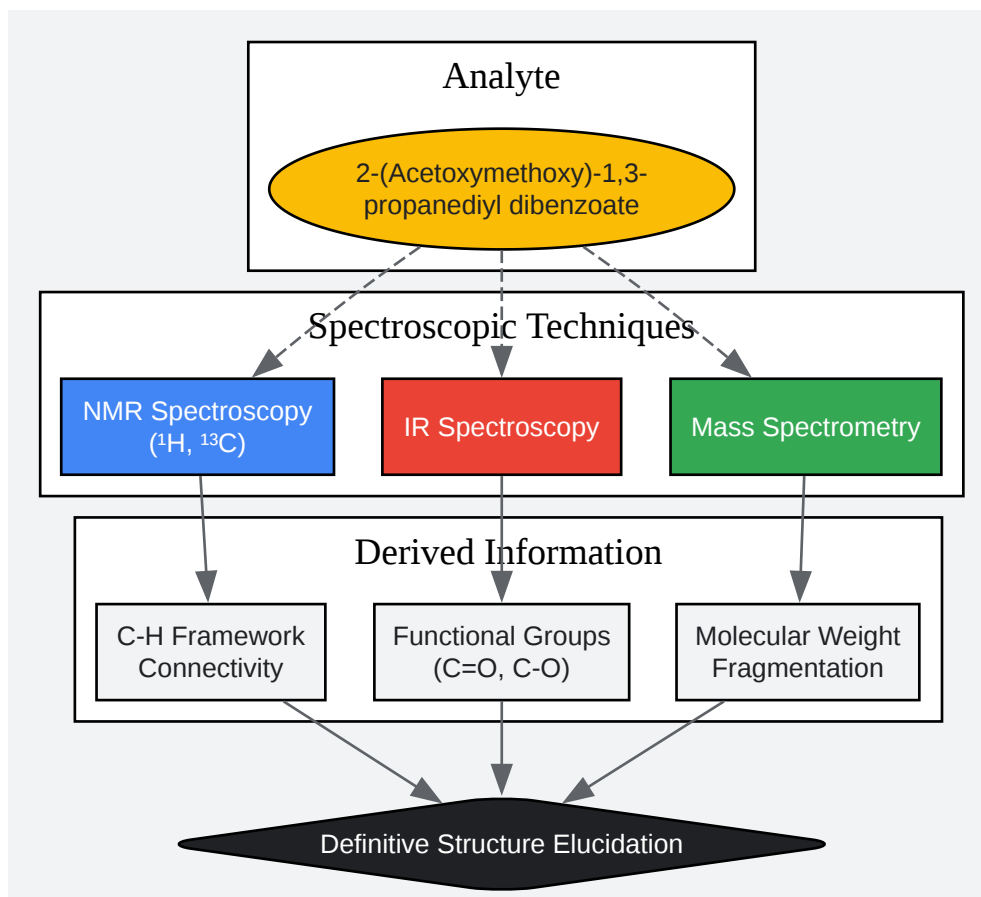 Analyte
2-(Acetoxymethoxy)-1,3-
propanediyl dibenzoate
Spectroscopic Techniques
NMR Spectroscopy
(¹H, ¹³C)
IR Spectroscopy
Mass Spectrometry
Derived Information
C-H Framework
Connectivity
Functional Groups
(C=O, C-O)
Molecular Weight
Fragmentation
Definitive Structure Elucidation